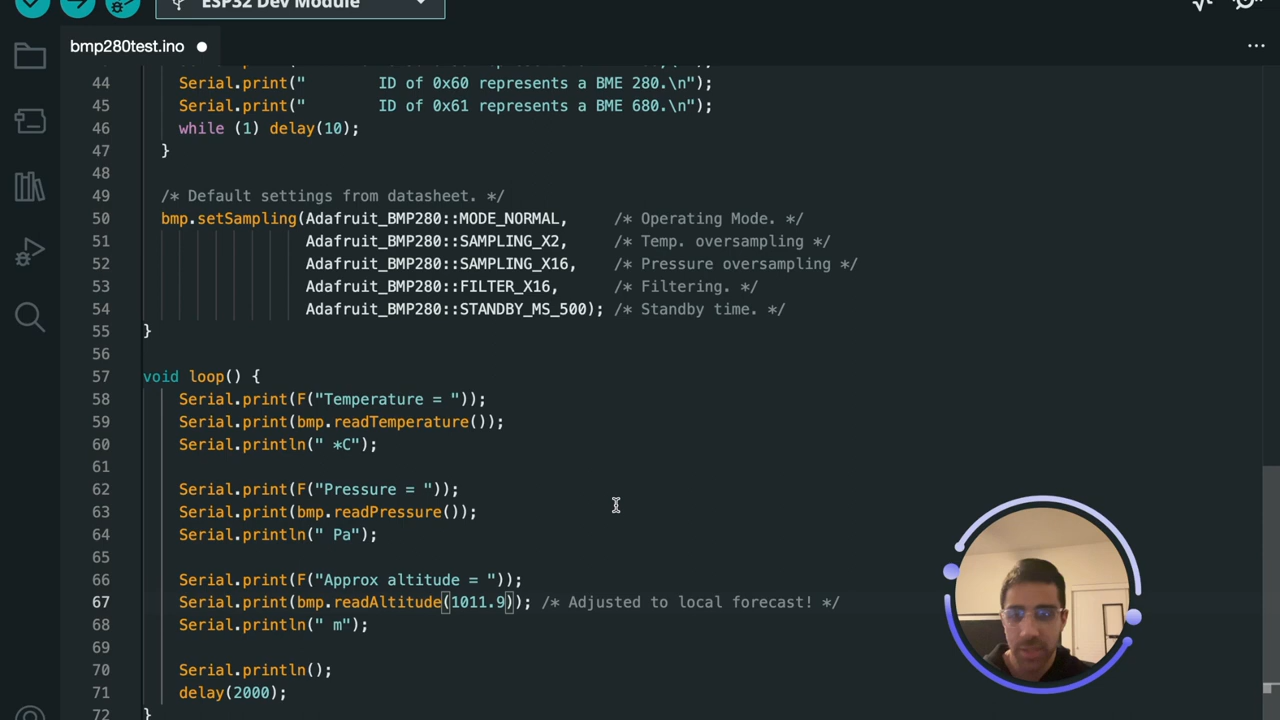 ESP32 Dev Module
bmp280test.ino
44 Serial.print("        ID of 0x60 represents a BME 280.\n");
45 Serial.print("        ID of 0x61 represents a BME 680.\n");
46 while (1) delay(10);
47 }
48
49 /* Default settings from datasheet. */
50 bmp.setSampling(Adafruit_BMP280::MODE_NORMAL,     /* Operating Mode. */
51 Adafruit_BMP280::SAMPLING_X2,     /* Temp. oversampling */
52 Adafruit_BMP280::SAMPLING_X16,    /* Pressure oversampling */
53 Adafruit_BMP280::FILTER_X16,      /* Filtering. */
54 Adafruit_BMP280::STANDBY_MS_500); /* Standby time. */
55 }
56
57 void loop() {
58 Serial.print(F("Temperature = "));
59 Serial.print(bmp.readTemperature());
60 Serial.println(" *C");
61
62 Serial.print(F("Pressure = "));
63 Serial.print(bmp.readPressure());
64 Serial.println(" Pa");
65
66 Serial.print(F("Approx altitude = "));
67 Serial.print(bmp.readAltitude(1011.9)); /* Adjusted to local forecast! */
68 Serial.println(" m");
69
70 Serial.println();
71 delay(2000);
72 }